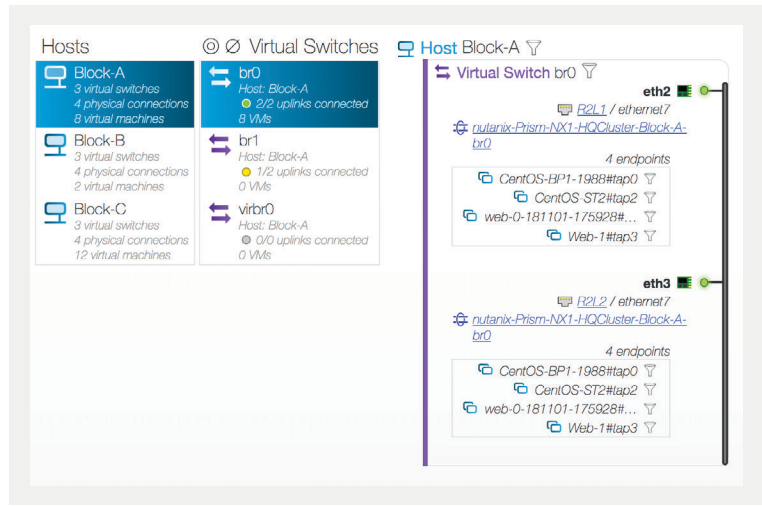 Hosts
Block-A
3 virtual switches
4 physical connections
8 virtual machines
Block-B
3 virtual switches
4 physical connections
2 virtual machines
Block-C
3 virtual switches
4 physical connections
12 virtual machines
Virtual Switches
br0
Host: Block-A
2/2 uplinks connected
8 VMs
br1
Host: Block-A
1/2 uplinks connected
0 VMs
virbr0
Host: Block-A
0/0 uplinks connected
0 VMs
Host Block-A
Virtual Switch br0
eth2
R2L1 / ethernet7
nutanix-Prism-NX1-HQCluster-Block-A-
br0
4 endpoints
CentOS-BP1-1988#tap0
CentOS-ST2#tap2
web-0-181101-175928#...
Web-1#tap3
eth3
R2L2 / ethernet7
nutanix-Prism-NX1-HQCluster-Block-A-
br0
4 endpoints
CentOS-BP1-1988#tap0
CentOS-ST2#tap2
web-0-181101-175928#...
Web-1#tap3